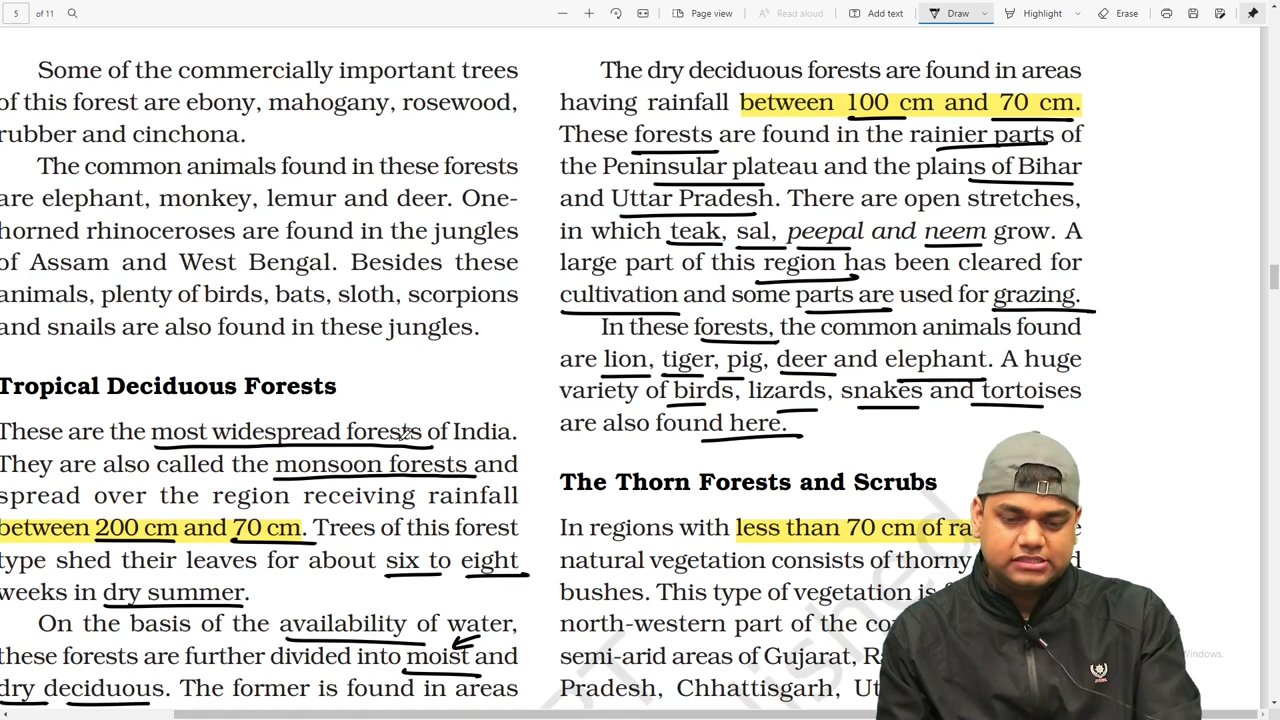 5 of 11 Page view Read aloud Add text Draw Highlight Erase
Some of the commercially important trees
of this forest are ebony, mahogany, rosewood,
rubber and cinchona.
The common animals found in these forests
are elephant, monkey, lemur and deer. One-
horned rhinoceroses are found in the jungles
of Assam and West Bengal. Besides these
animals, plenty of birds, bats, sloth, scorpions
and snails are also found in these jungles.
Tropical Deciduous Forests
These are the most widespread forests of India.
They are also called the monsoon forests and
spread over the region receiving rainfall
between 200 cm and 70 cm. Trees of this forest
type shed their leaves for about six to eight
weeks in dry summer.
On the basis of the availability of water,
these forests are further divided into moist and
dry deciduous. The former is found in areas
The dry deciduous forests are found in areas
having rainfall between 100 cm and 70 cm.
These forests are found in the rainier parts of
the Peninsular plateau and the plains of Bihar
and Uttar Pradesh. There are open stretches,
in which teak, sal, peepal and neem grow. A
large part of this region has been cleared for
cultivation and some parts are used for grazing.
In these forests, the common animals found
are lion, tiger, pig, deer and elephant. A huge
variety of birds, lizards, snakes and tortoises
are also found here.
The Thorn Forests and Scrubs
In regions with less than 70 cm of
natural vegetation consists of thorny
bushes. This type of vegetation is
north-western part of the
semi-arid areas of Gujarat,
Pradesh, Chhattisgarh,